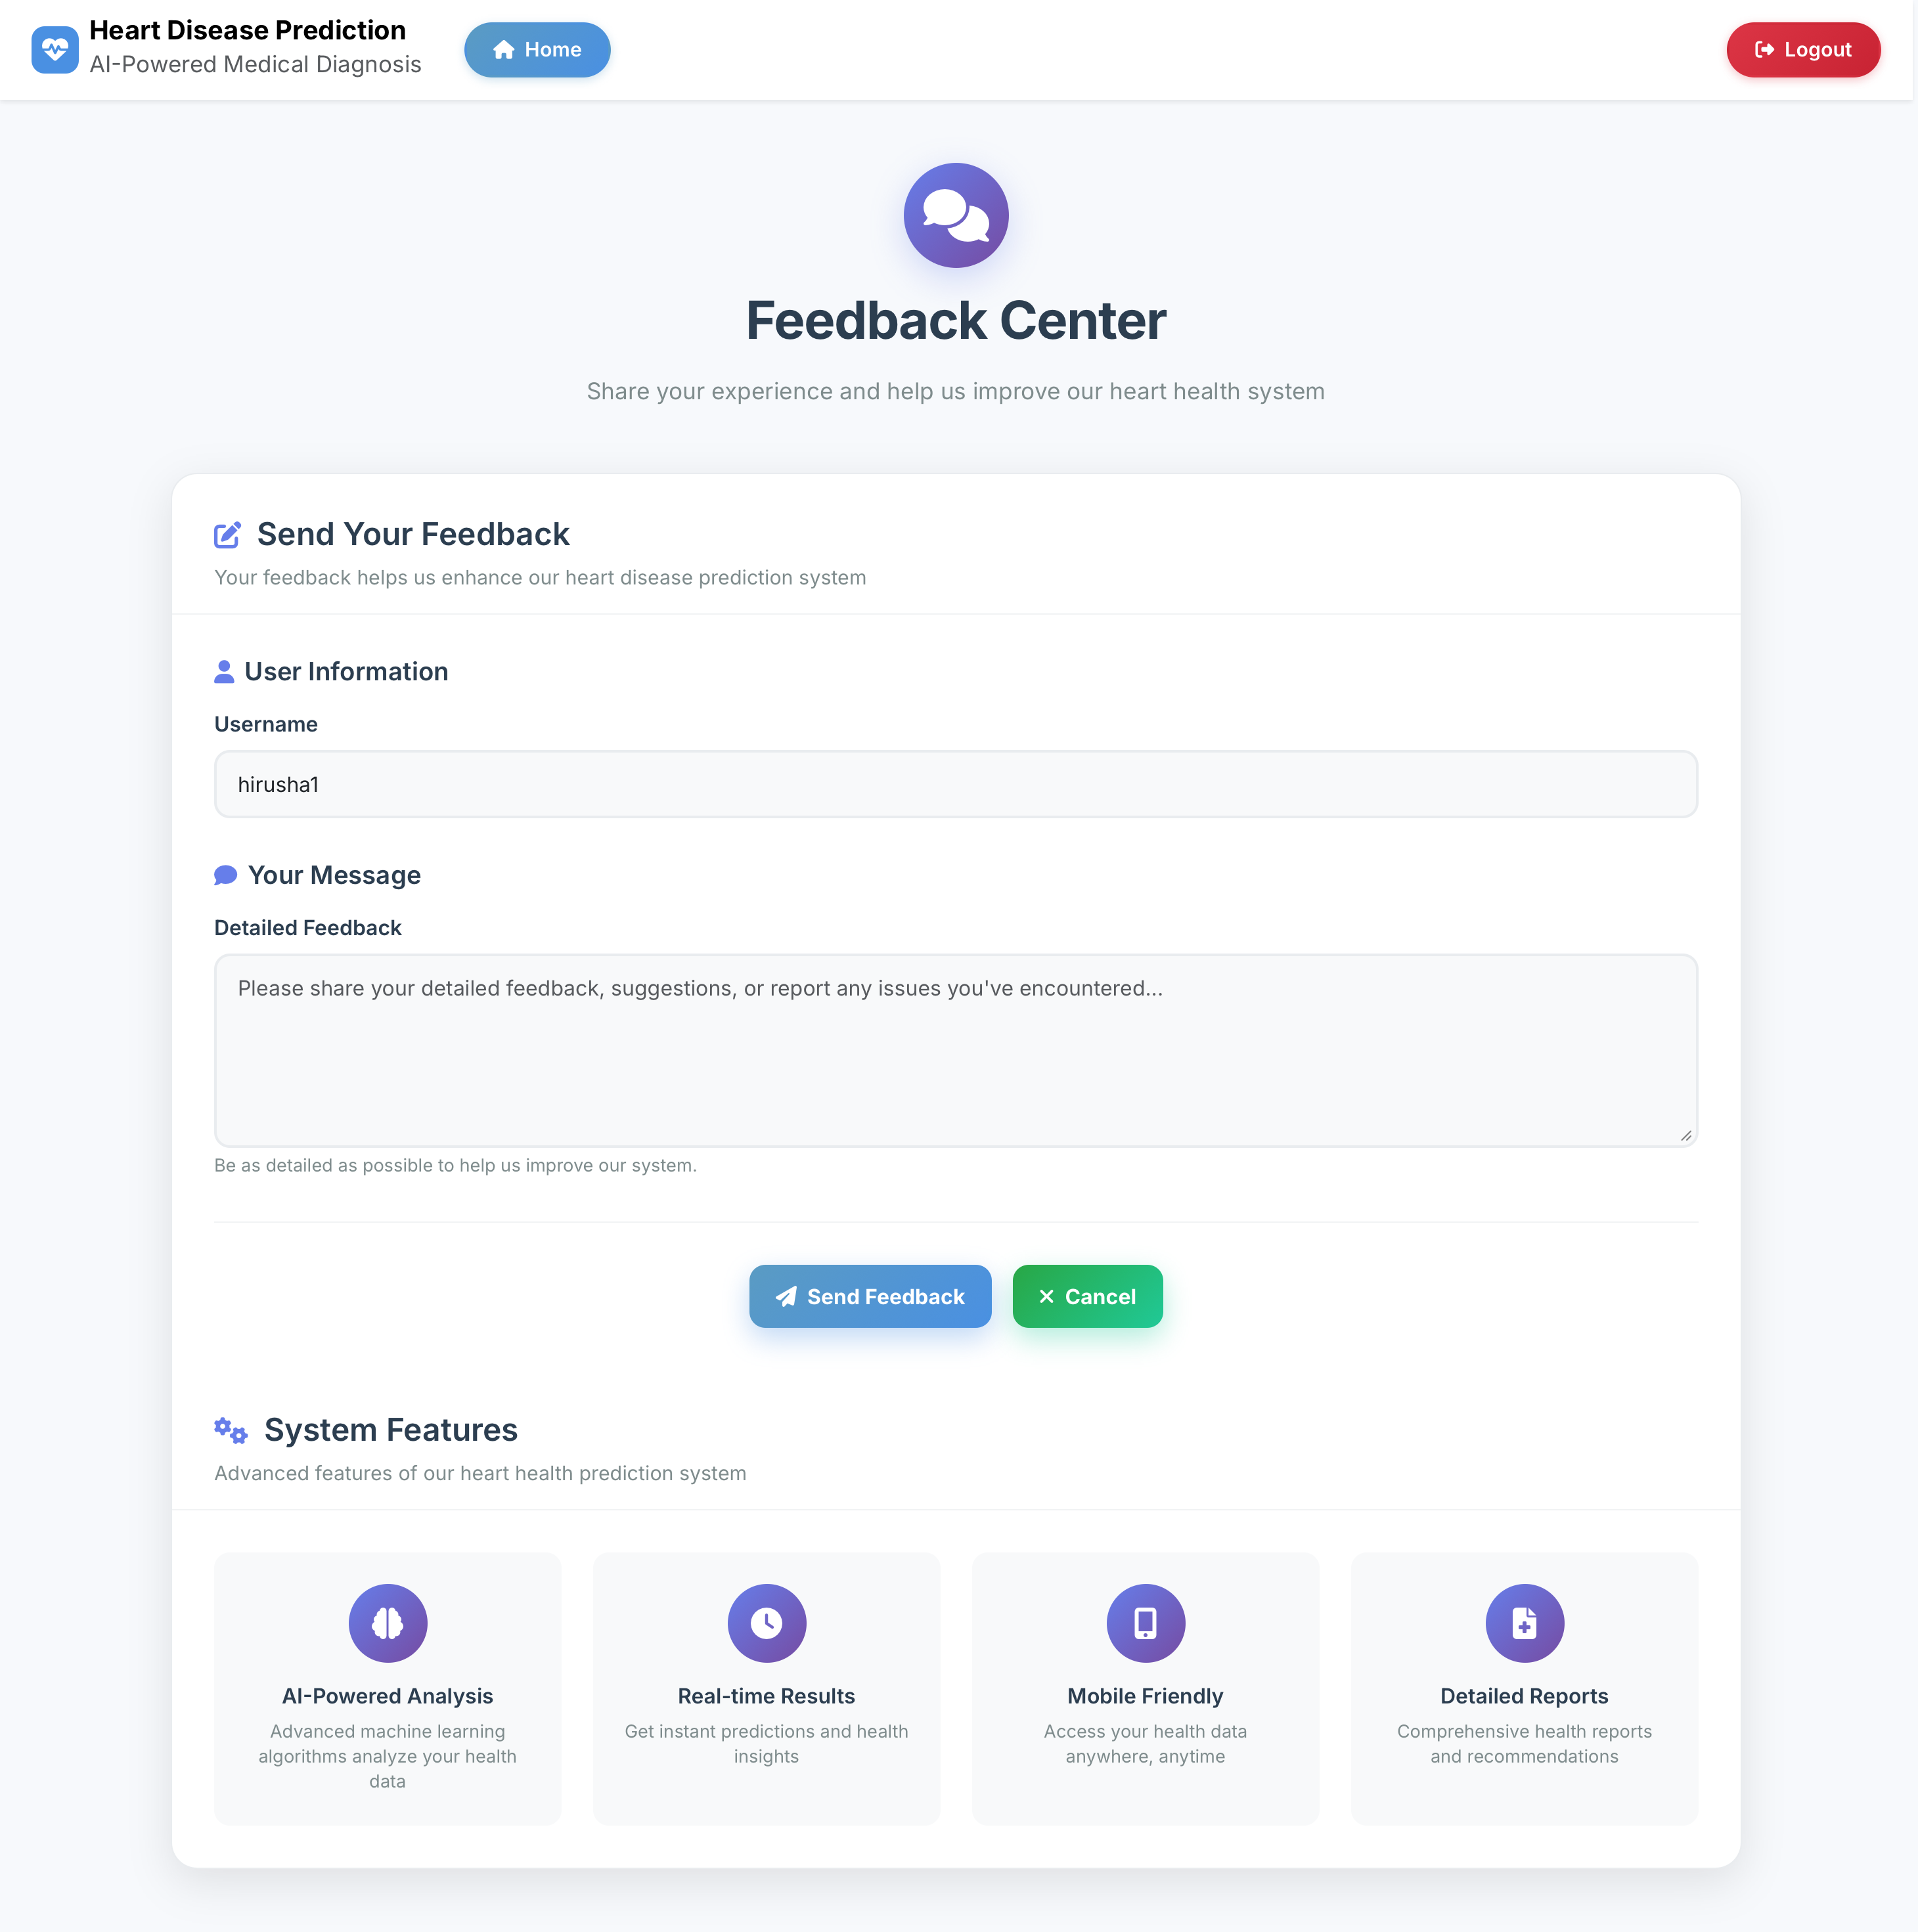 Heart Disease Prediction
AI-Powered Medical Diagnosis
Home
Logout
Feedback Center
Share your experience and help us improve our heart health system
Send Your Feedback
Your feedback helps us enhance our heart disease prediction system
User Information
Username
hirusha1
Your Message
Detailed Feedback
Please share your detailed feedback, suggestions, or report any issues you've encountered...
Be as detailed as possible to help us improve our system.
Send Feedback
Cancel
System Features
Advanced features of our heart health prediction system
AI-Powered Analysis
Advanced machine learning
algorithms analyze your health
data
Real-time Results
Get instant predictions and health
insights
Mobile Friendly
Access your health data
anywhere, anytime
Detailed Reports
Comprehensive health reports
and recommendations